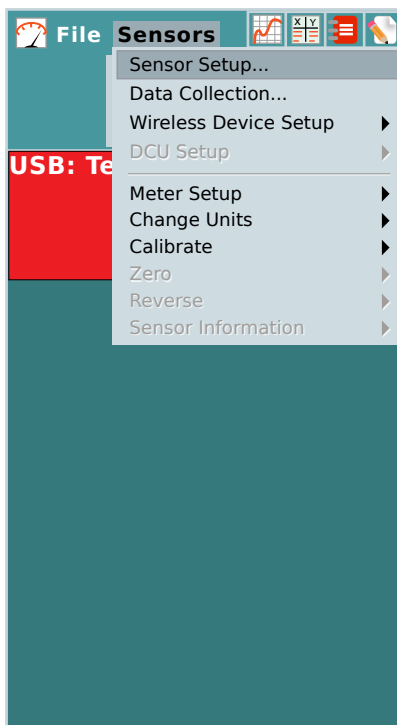 File Sensors X Y
Sensor Setup...
Data Collection...
Wireless Device Setup
DCU Setup
USB: Te
Meter Setup
Change Units
Calibrate
Zero
Reverse
Sensor Information